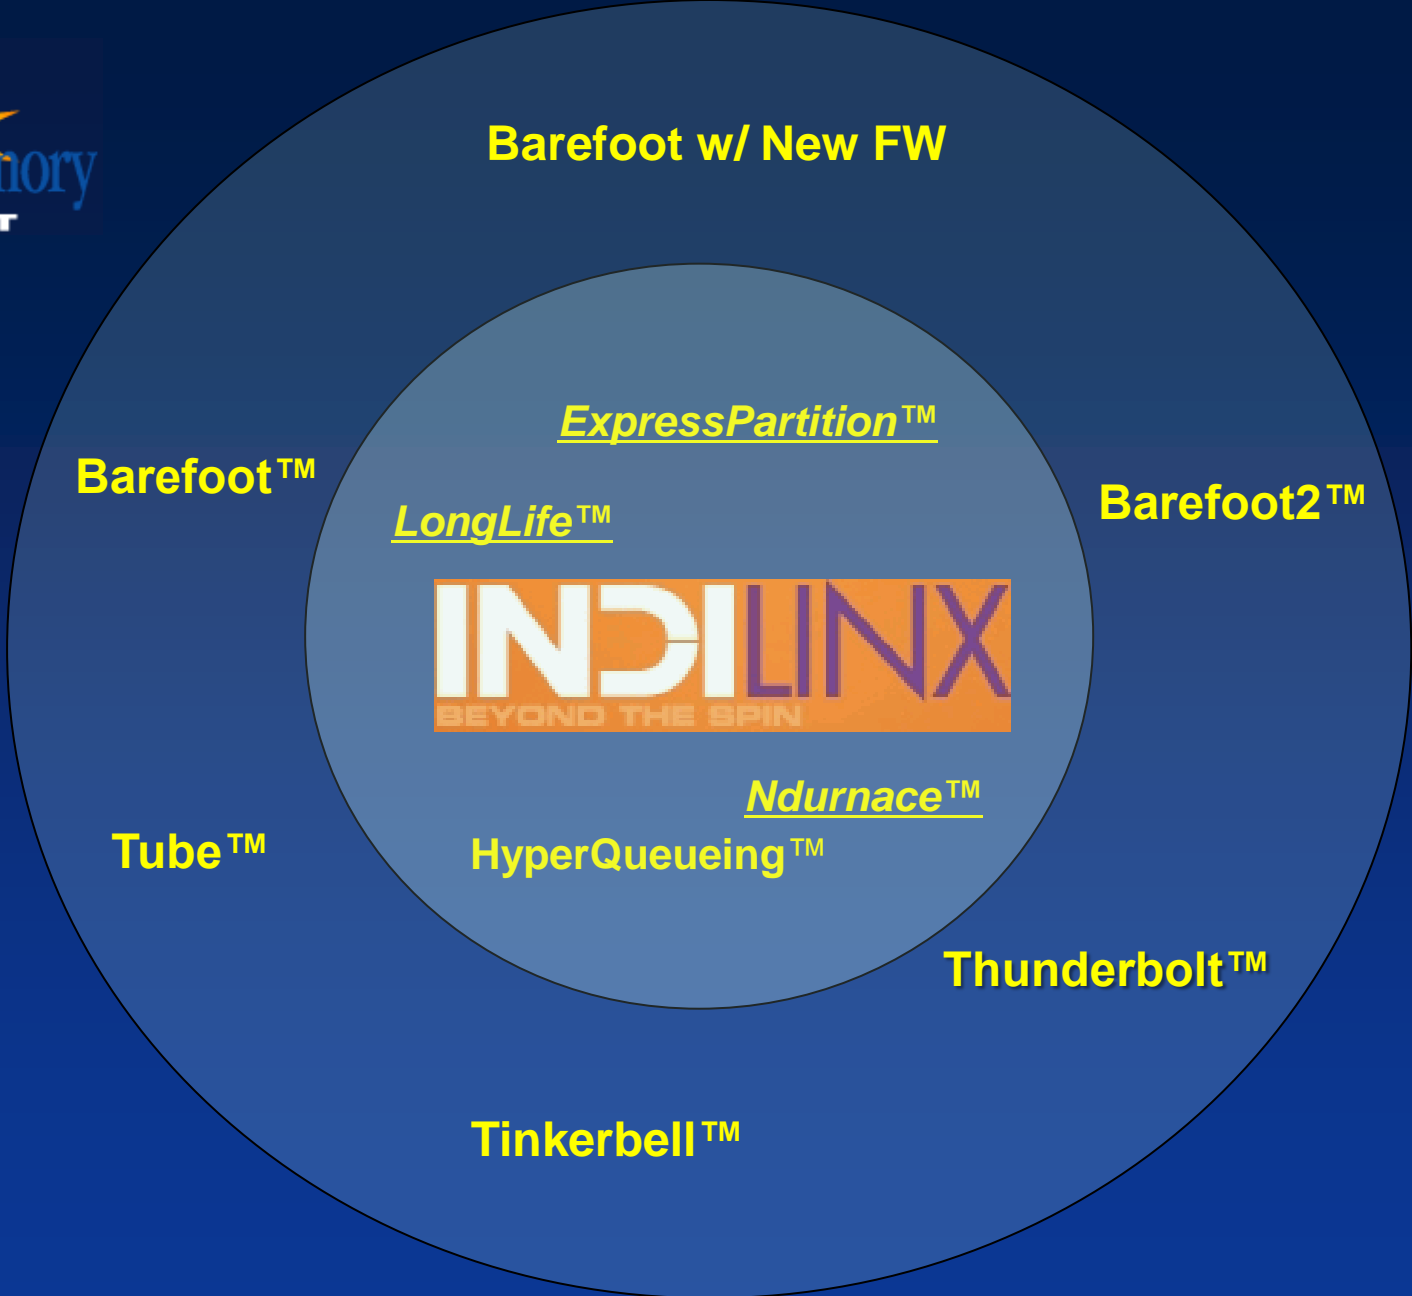 Barefoot w/ New FW
ExpressPartition™
Barefoot™
Barefoot2™
LongLife™
INDILINX
BEYOND THE SPIN
Ndurnace™
Tube™
HyperQueueing™
Thunderbolt™
Tinkerbell™